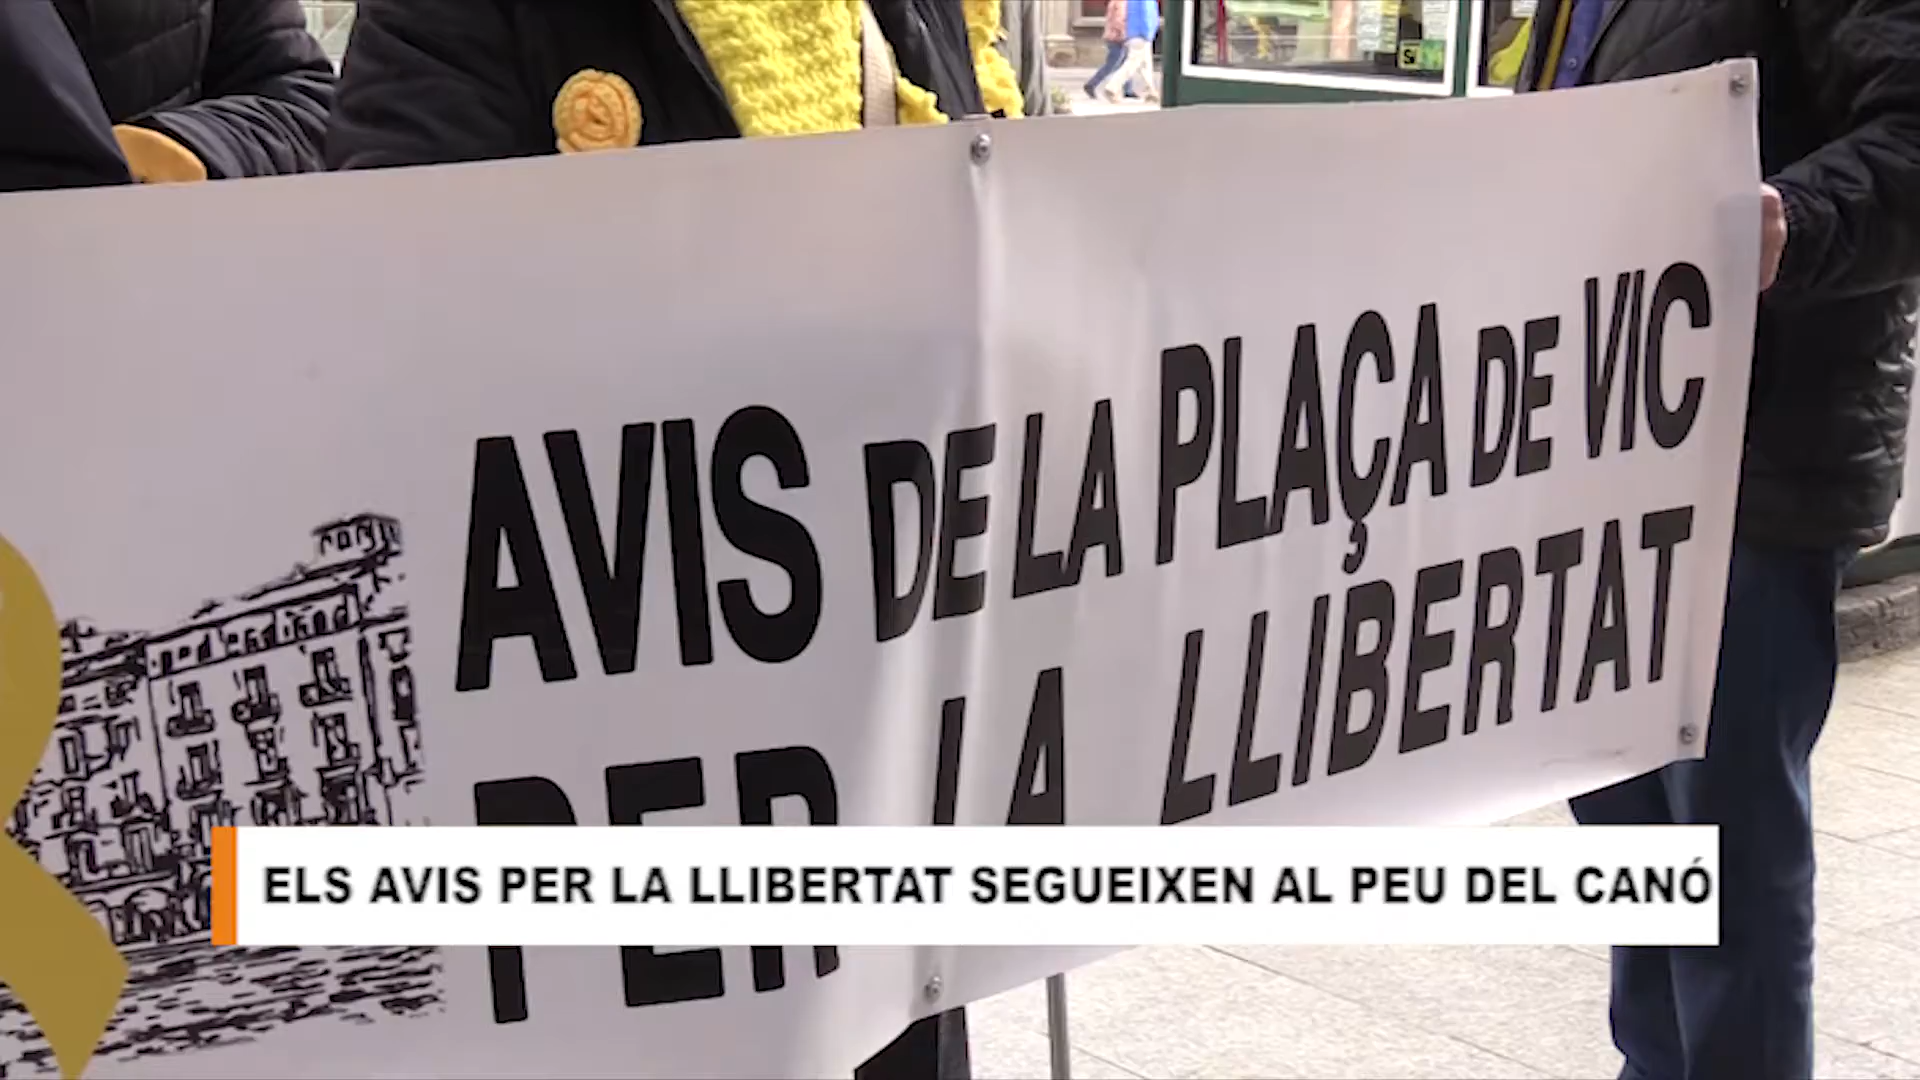 AVIS DE LA PLAÇA DE VIC
PER LA LLIBERTAT
ELS AVIS PER LA LLIBERTAT SEGUEIXEN AL PEU DEL CANÓ